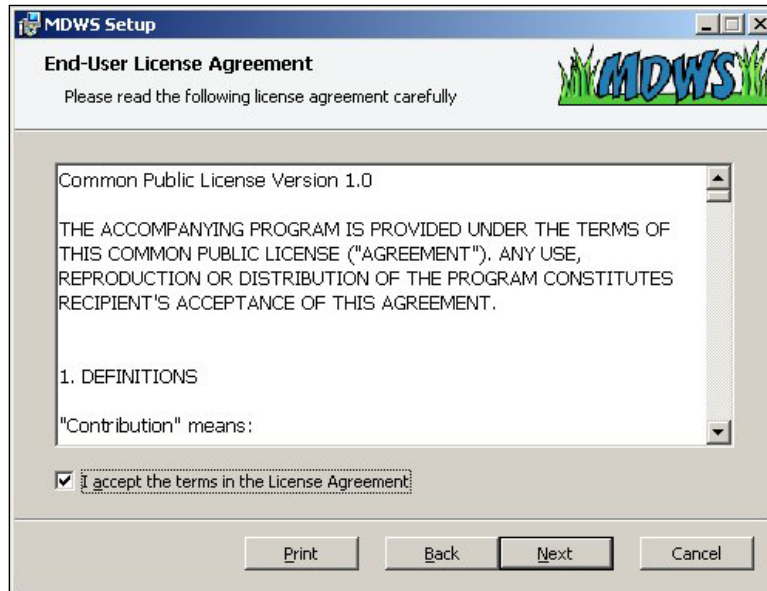 MDWS Setup
End-User License Agreement
Please read the following license agreement carefully
MDWS
Common Public License Version 1.0
THE ACCOMPANYING PROGRAM IS PROVIDED UNDER THE TERMS OF
THIS COMMON PUBLIC LICENSE ("AGREEMENT"). ANY USE,
REPRODUCTION OR DISTRIBUTION OF THE PROGRAM CONSTITUTES
RECIPIENT'S ACCEPTANCE OF THIS AGREEMENT.
1. DEFINITIONS
"Contribution" means:
I accept the terms in the License Agreement
Print Back Next Cancel